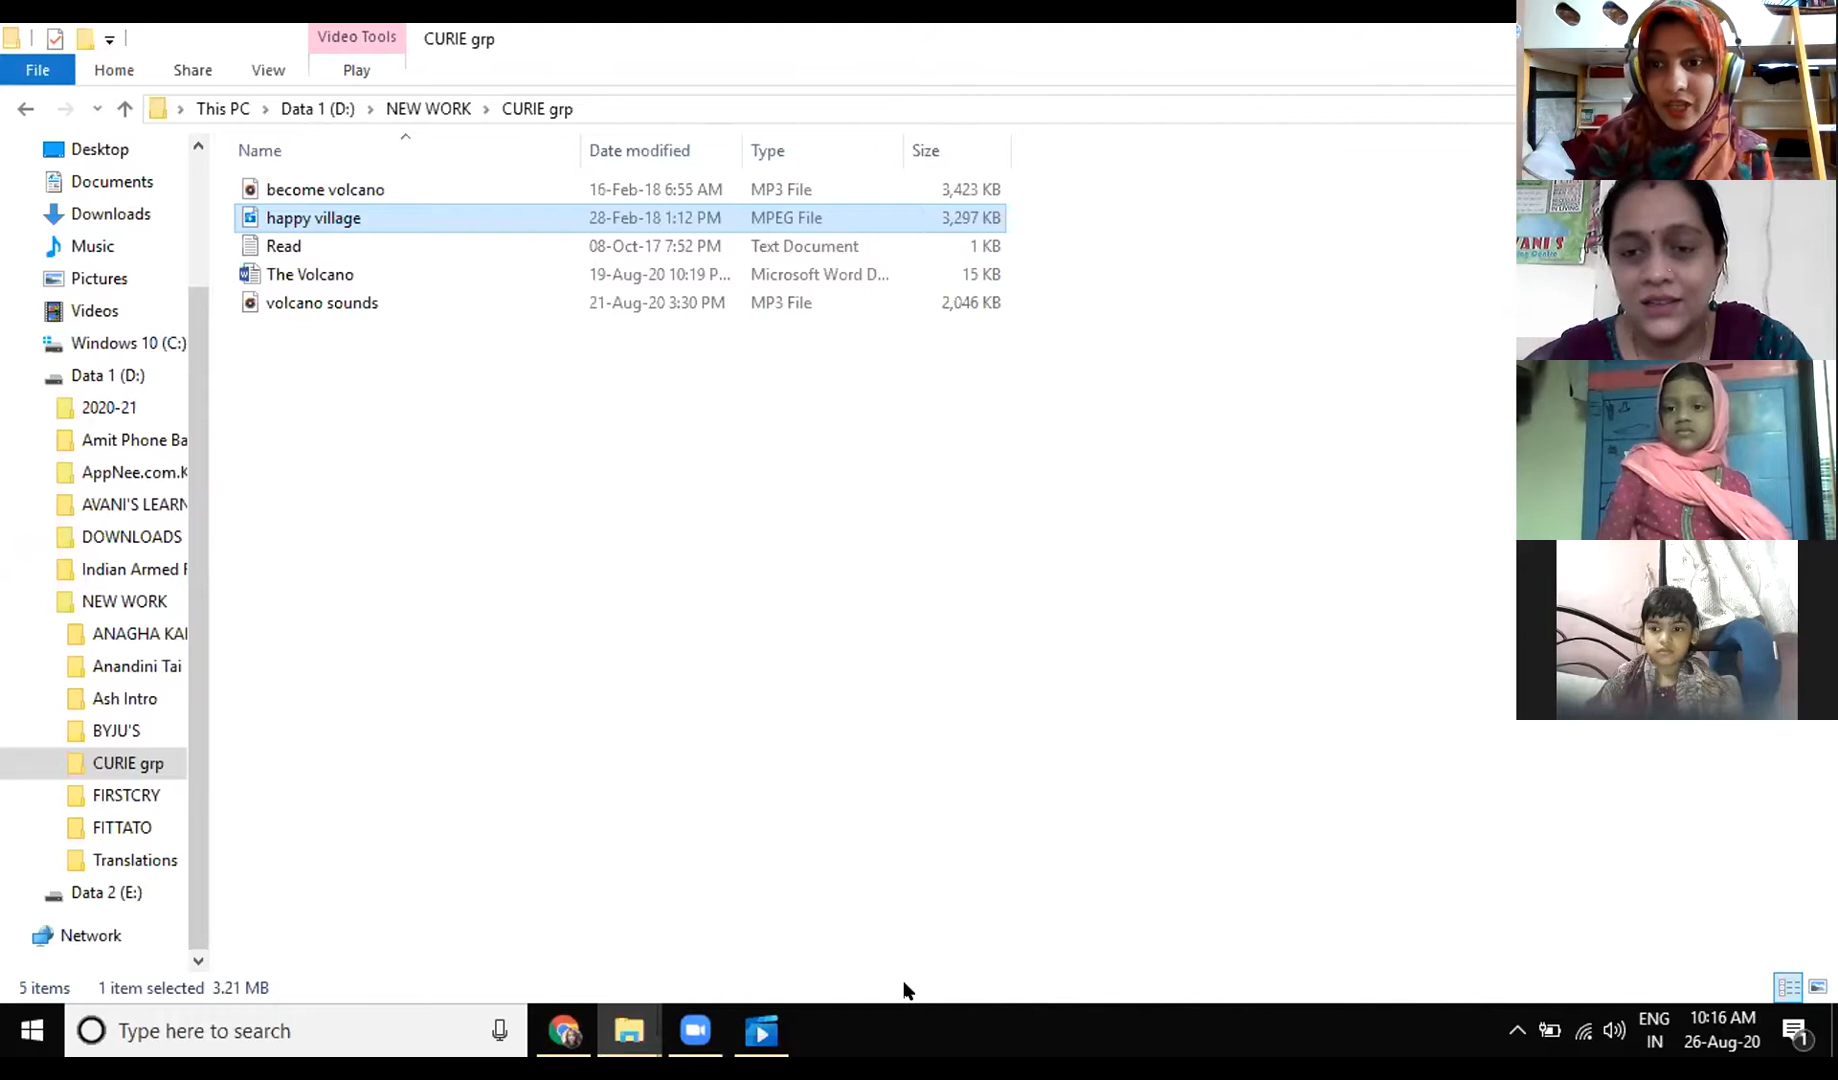 Video Tools
CURIE grp
File
Home
Share
View
Play
This PC
Data 1 (D:)
NEW WORK
CURIE grp
Name
Date modified
Type
Size
become volcano
16-Feb-18 6:55 AM
MP3 File
3,423 KB
happy village
28-Feb-18 1:12 PM
MPEG File
3,297 KB
Read
08-Oct-17 7:52 PM
Text Document
1 KB
The Volcano
19-Aug-20 10:19 P...
Microsoft Word D...
15 KB
volcano sounds
21-Aug-20 3:30 PM
MP3 File
2,046 KB
Desktop
Documents
Downloads
Music
Pictures
Videos
Windows 10 (C:)
Data 1 (D:)
2020-21
Amit Phone Ba
AppNee.com.K
AVANI'S LEARN
DOWNLOADS
Indian Armed F
NEW WORK
ANAGHA KAI
Anandini Tai
Ash Intro
BYJU'S
CURIE grp
FIRSTCRY
FITTATO
Translations
Data 2 (E:)
Network
5 items
1 item selected 3.21 MB
Type here to search
ENG
IN
10:16 AM
26-Aug-20
1